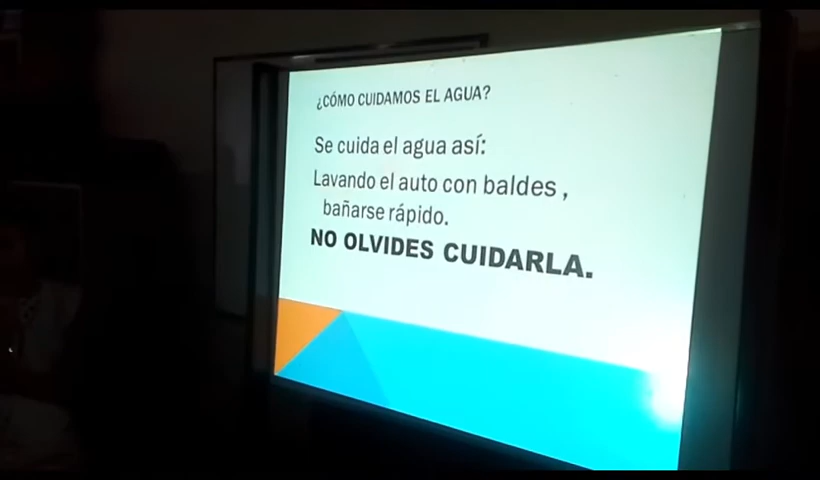 ¿CÓMO CUIDAMOS EL AGUA?
Se cuida el agua así:
Lavando el auto con baldes ,
bañarse rápido.
NO OLVIDES CUIDARLA.